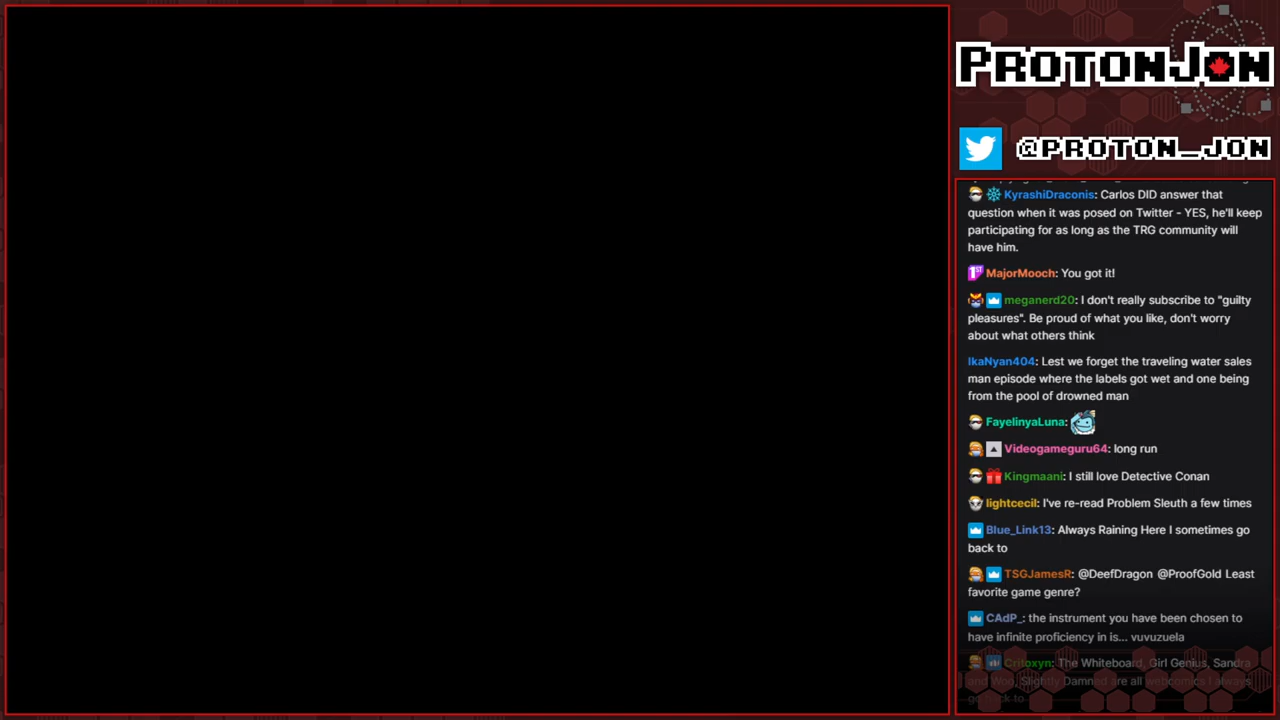 PROTONJON
@PROTON_JON
KyrashiDraconis: Carlos DID answer that
question when it was posed on Twitter - YES, he'll keep
participating for as long as the TRG community will
have him.
MajorMooch: You got it!
meganerd20: I don't really subscribe to "guilty
pleasures". Be proud of what you like, don't worry
about what others think
IkaNyan404: Lest we forget the traveling water sales
man episode where the labels got wet and one being
from the pool of drowned man
FayelinyaLuna:
Videogameguru64: long run
Kingmaani: I still love Detective Conan
lightcecil: I've re-read Problem Sleuth a few times
Blue_Link13: Always Raining Here I sometimes go
back to
TSGJamesR: @DeefDragon @ProofGold Least
favorite game genre?
CAdP_: the instrument you have been chosen to
have infinite proficiency in is... vuvuzuela
Critoxyn: The Whiteboard, Girl Genius, Sandra
and Woo, Slightly Damned are all webcomics I always
go back to